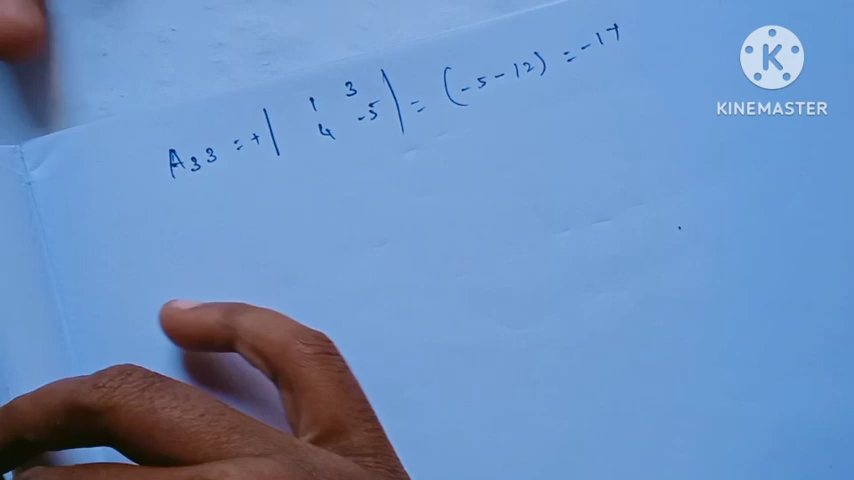 A33 = + | 1 3 | = (-5 - 12) = -17
4 -5
KINEMASTER